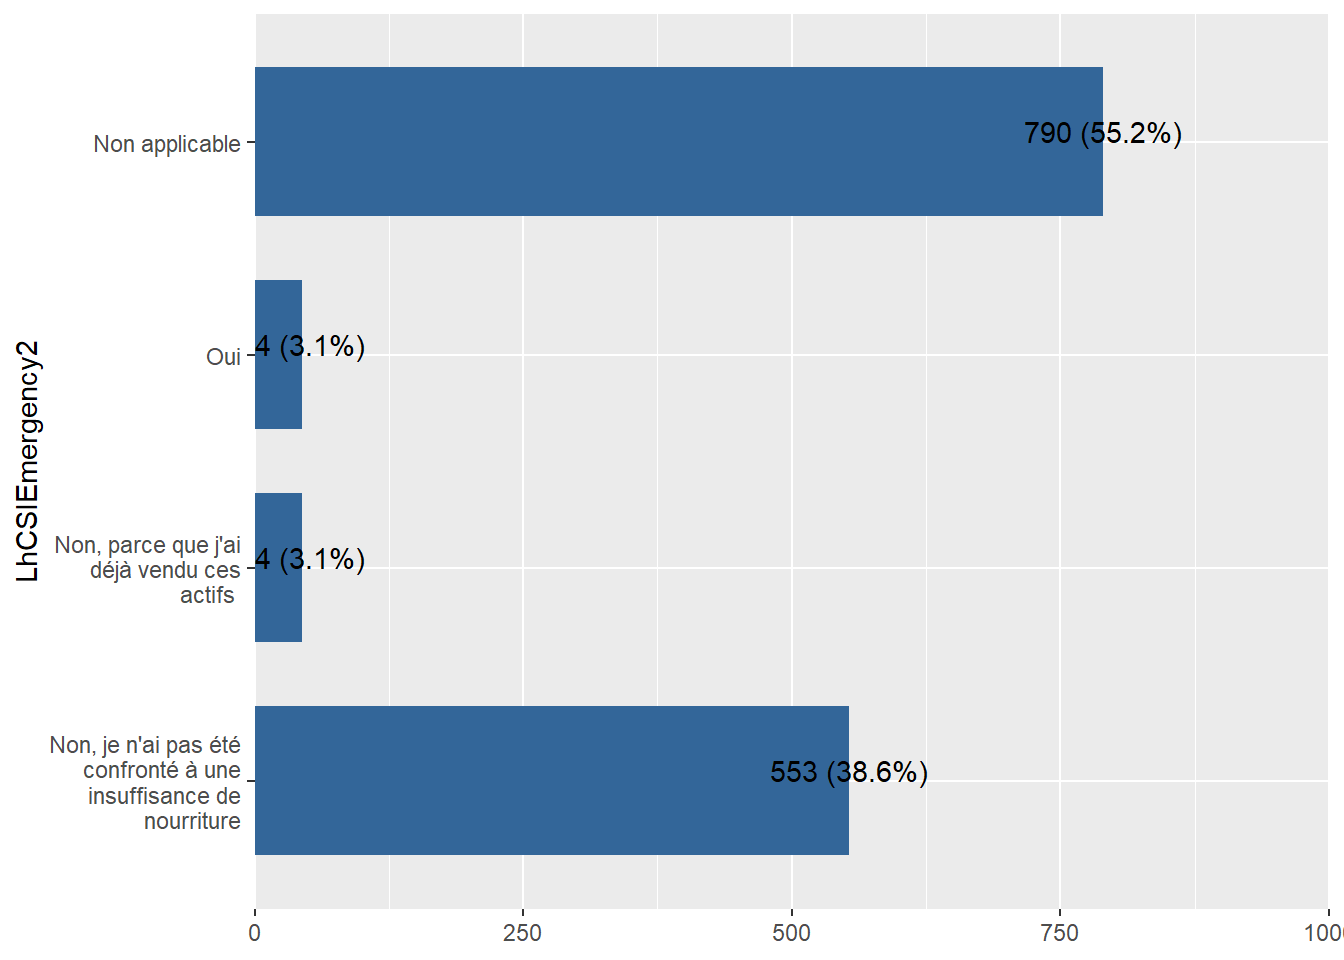 LhCSIEmergency2
Non applicable
790 (55.2%)
Oui
4 (3.1%)
Non, parce que j'ai
déjà vendu ces
actifs
4 (3.1%)
Non, je n'ai pas été
confronté à une
insuffisance de
nourriture
553 (38.6%)
0
250
500
750